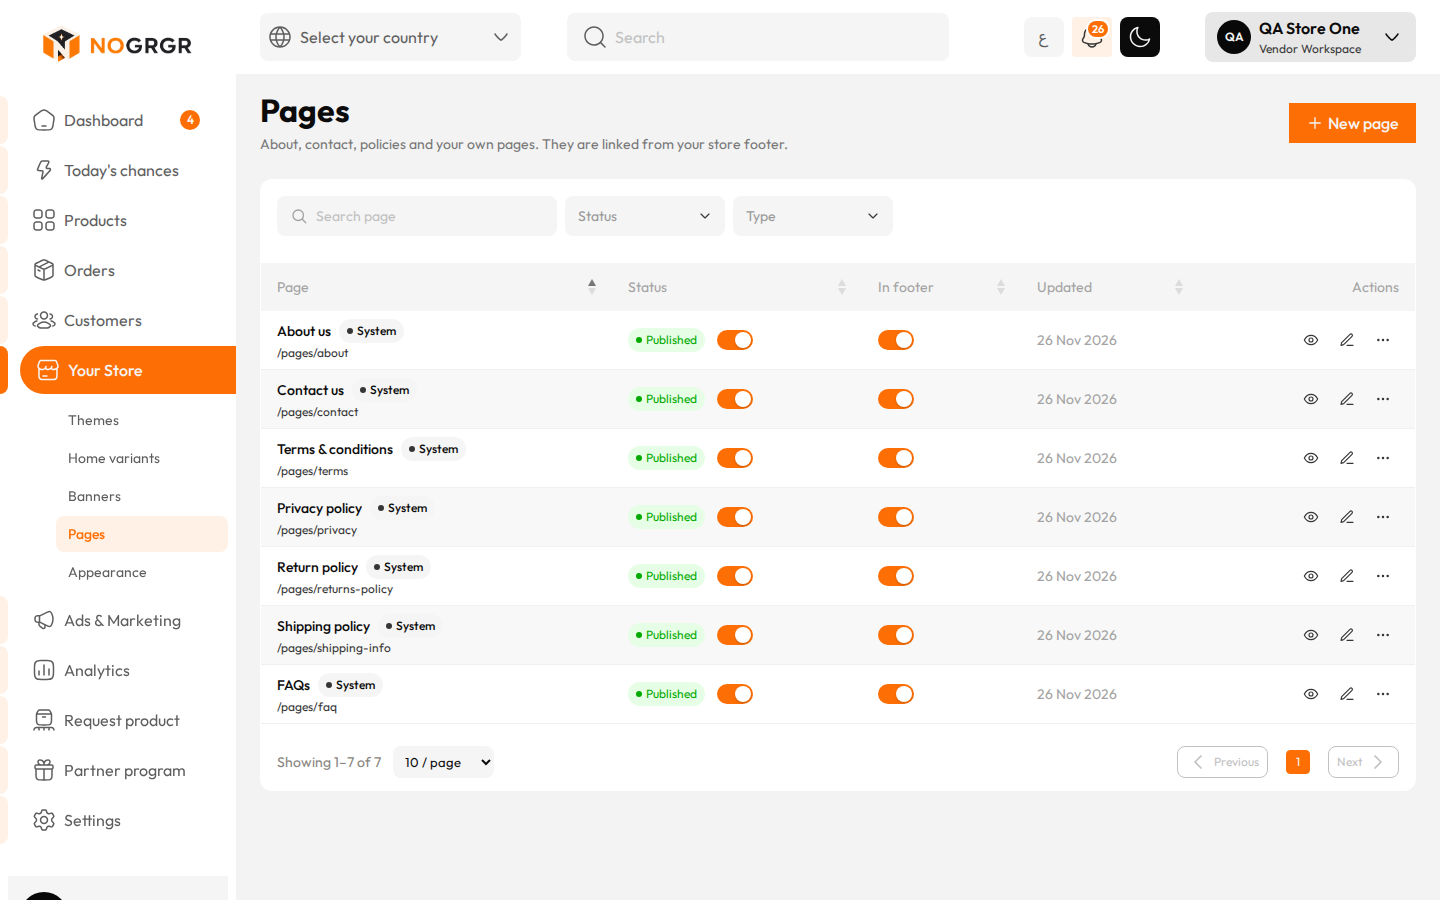 NOGRGR
Select your country
Search
ع
26
QA
QA Store One
Vendor Workspace
Dashboard
4
Today's chances
Products
Orders
Customers
Your Store
Themes
Home variants
Banners
Pages
Appearance
Ads & Marketing
Analytics
Request product
Partner program
Settings
Pages
About, contact, policies and your own pages. They are linked from your store footer.
+ New page
Search page
Status
Type
Page
Status
In footer
Updated
Actions
About us System
/pages/about
Published
26 Nov 2026
Contact us System
/pages/contact
Published
26 Nov 2026
Terms & conditions System
/pages/terms
Published
26 Nov 2026
Privacy policy System
/pages/privacy
Published
26 Nov 2026
Return policy System
/pages/returns-policy
Published
26 Nov 2026
Shipping policy System
/pages/shipping-info
Published
26 Nov 2026
FAQs System
/pages/faq
Published
26 Nov 2026
Showing 1–7 of 7
10 / page
Previous
1
Next